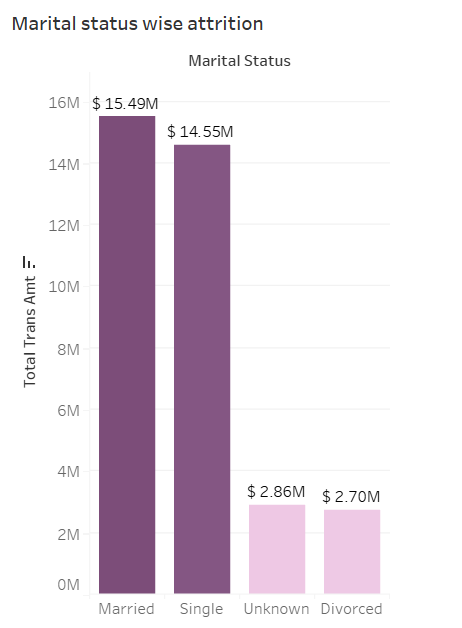 Marital status wise attrition
Marital Status
16M
14M
12M
10M
8M
6M
4M
2M
0M
Total Trans Amt
$ 15.49M
$ 14.55M
$ 2.86M
$ 2.70M
Married
Single
Unknown
Divorced